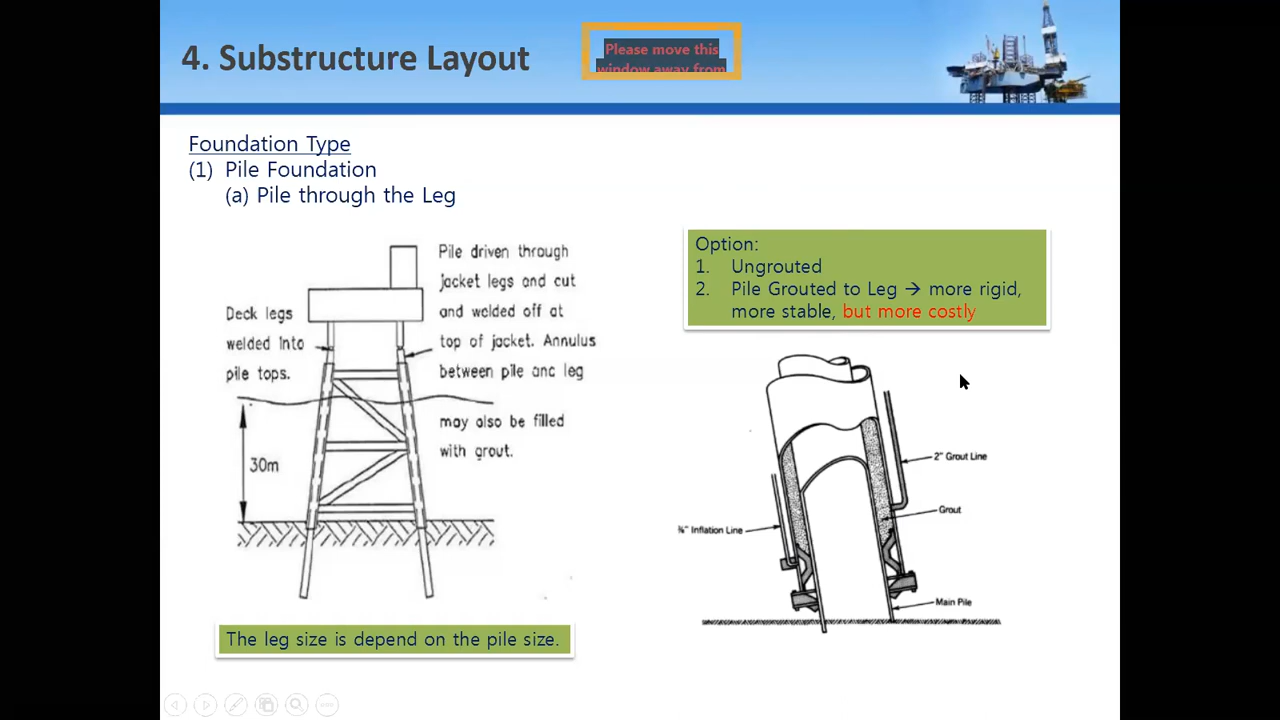 4. Substructure Layout
Please move this
window away from
Foundation Type
(1) Pile Foundation
(a) Pile through the Leg
Deck legs
welded into
pile tops.
Pile driven through
jacket legs and cut
and welded off at
top of jacket. Annulus
between pile and leg
may also be filled
with grout.
30m
The leg size is depend on the pile size.
Option:
1. Ungrouted
2. Pile Grouted to Leg → more rigid,
more stable, but more costly
2" Grout Line
Grout
⅜" Inflation Line
Main Pile